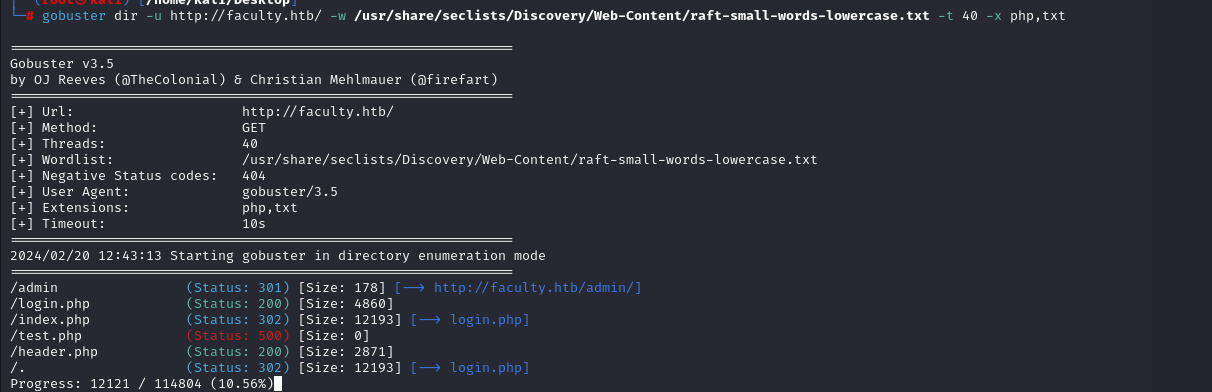 (root㉿kali) [/home/kali/Desktop]
# gobuster dir -u http://faculty.htb/ -w /usr/share/seclists/Discovery/Web-Content/raft-small-words-lowercase.txt -t 40 -x php,txt
===============================================================
Gobuster v3.5
by OJ Reeves (@TheColonial) & Christian Mehlmauer (@firefart)
===============================================================
[+] Url:                     http://faculty.htb/
[+] Method:                  GET
[+] Threads:                 40
[+] Wordlist:                /usr/share/seclists/Discovery/Web-Content/raft-small-words-lowercase.txt
[+] Negative Status codes:   404
[+] User Agent:              gobuster/3.5
[+] Extensions:              php,txt
[+] Timeout:                 10s
===============================================================
2024/02/20 12:43:13 Starting gobuster in directory enumeration mode
===============================================================
/admin                (Status: 301) [Size: 178] [--> http://faculty.htb/admin/]
/login.php            (Status: 200) [Size: 4860]
/index.php            (Status: 302) [Size: 12193] [--> login.php]
/test.php             (Status: 500) [Size: 0]
/header.php           (Status: 200) [Size: 2871]
/.                    (Status: 302) [Size: 12193] [--> login.php]
Progress: 12121 / 114804 (10.56%)